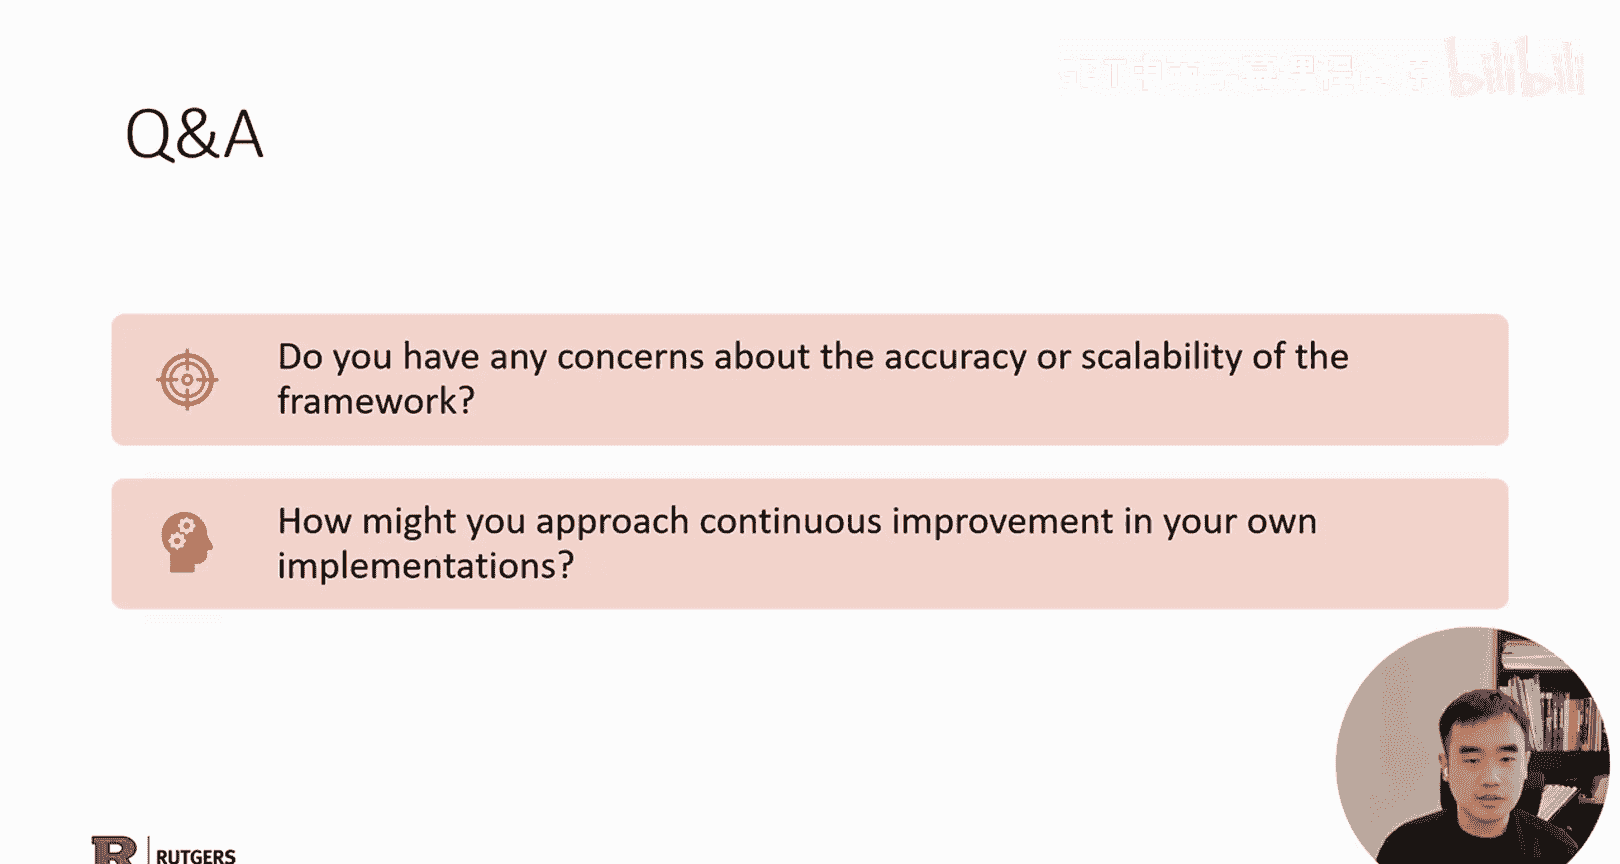 bilibili
Q&A
Do you have any concerns about the accuracy or scalability of the
framework?
How might you approach continuous improvement in your own
implementations?
R RUTGERS